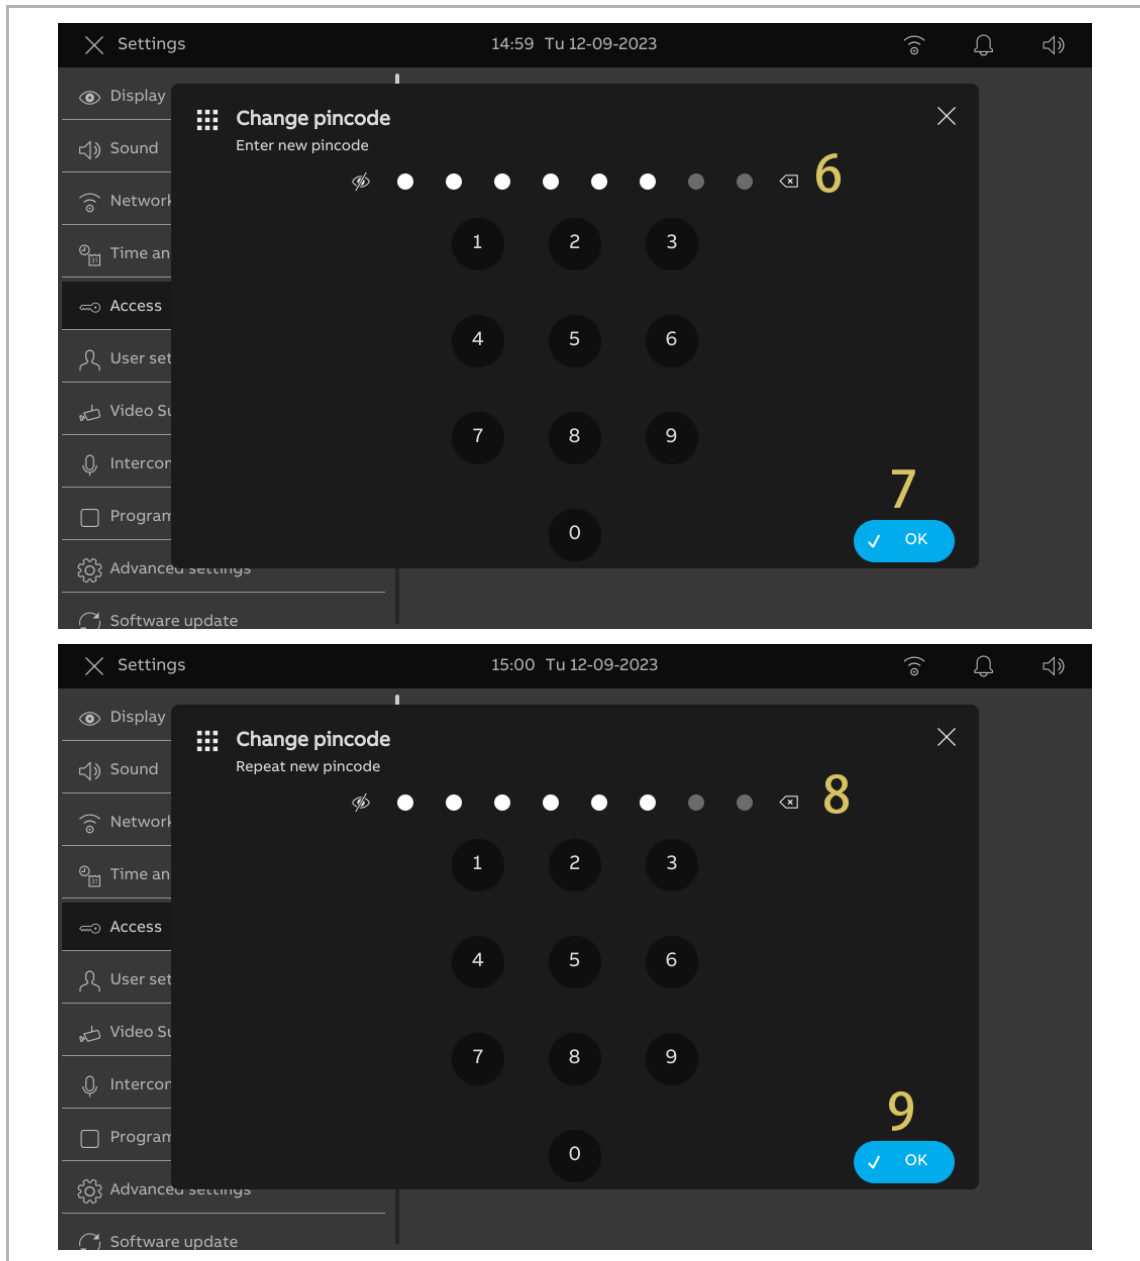 Settings 14:59 Tu 12-09-2023
Display
Change pincode
Enter new pincode
Sound
6
Network
1 2 3
Time an
Access
4 5 6
User set
Video Su
7 8 9
Intercom
7
Program
0 OK
Advanced settings
Software update
Settings 15:00 Tu 12-09-2023
Display
Change pincode
Repeat new pincode
Sound
8
Network
1 2 3
Time an
Access
4 5 6
User set
Video Su
7 8 9
Intercom
9
Program
0 OK
Advanced settings
Software update